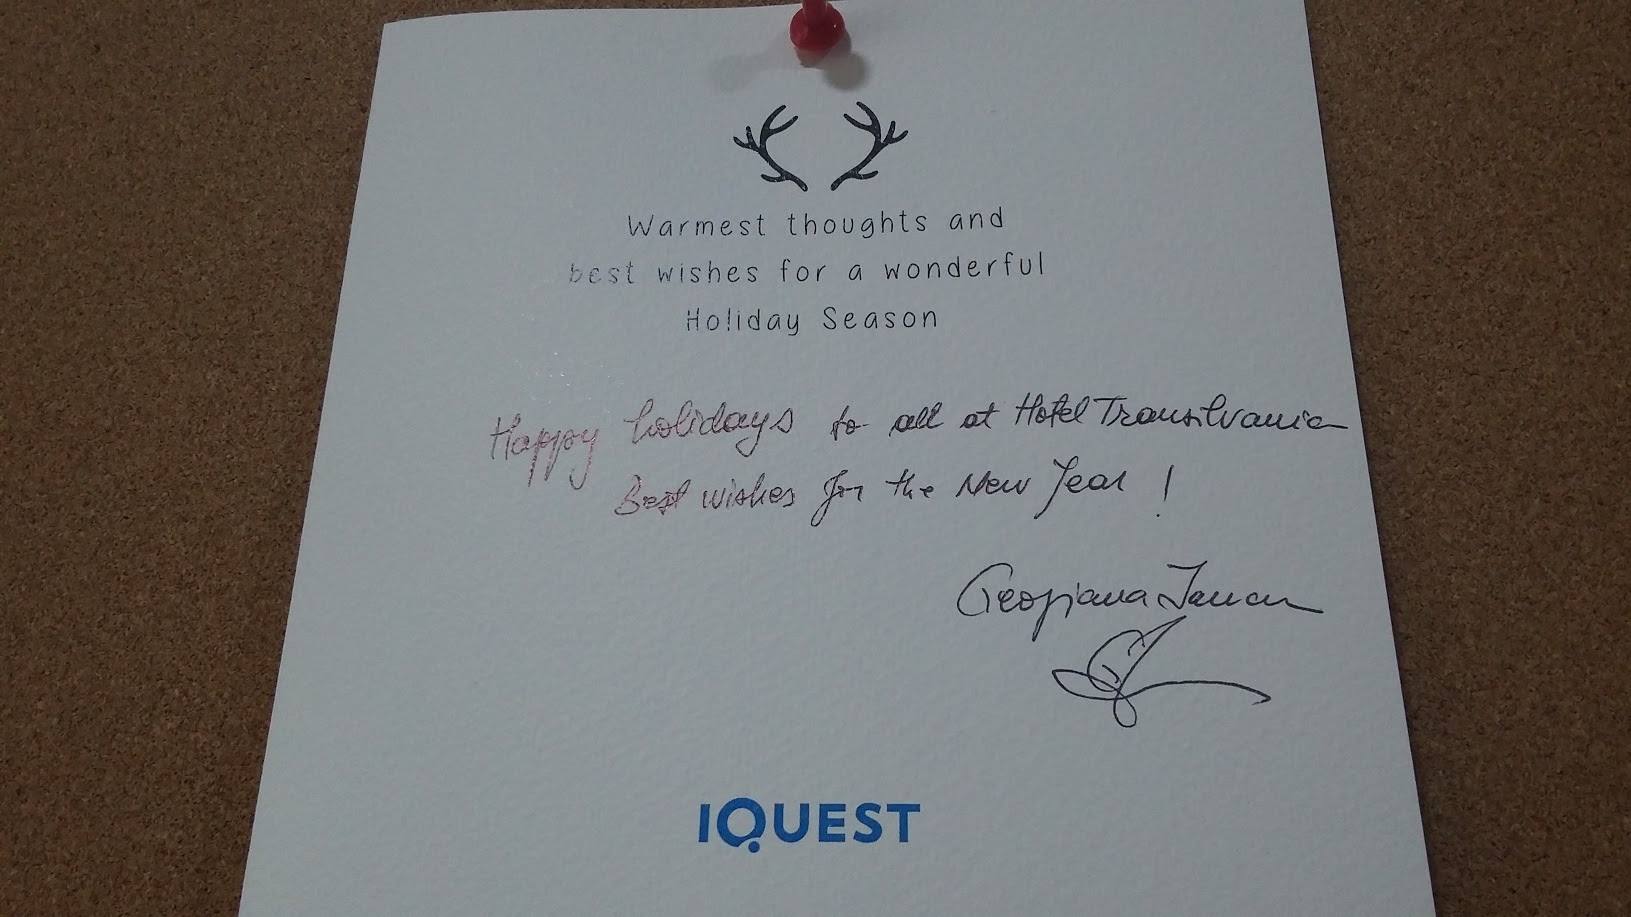 Warmest thoughts and
best wishes for a wonderful
Holiday Season
Happy holidays to all at Hotel Transilvania
Best wishes for the New Year !
Georgiana
IQUEST